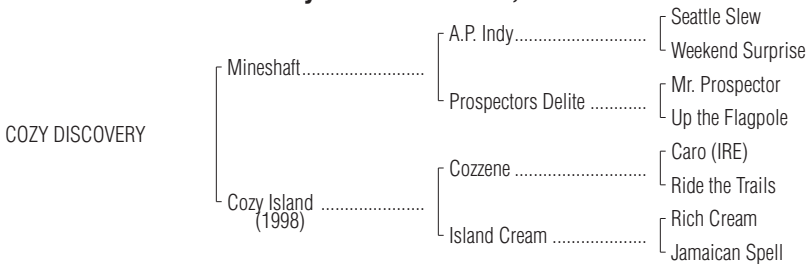 Seattle Slew
A.P. Indy
Weekend Surprise
Mineshaft
Mr. Prospector
Prospectors Delite
Up the Flagpole
COZY DISCOVERY
Caro (IRE)
Cozzene
Ride the Trails
Cozy Island
(1998)
Rich Cream
Island Cream
Jamaican Spell